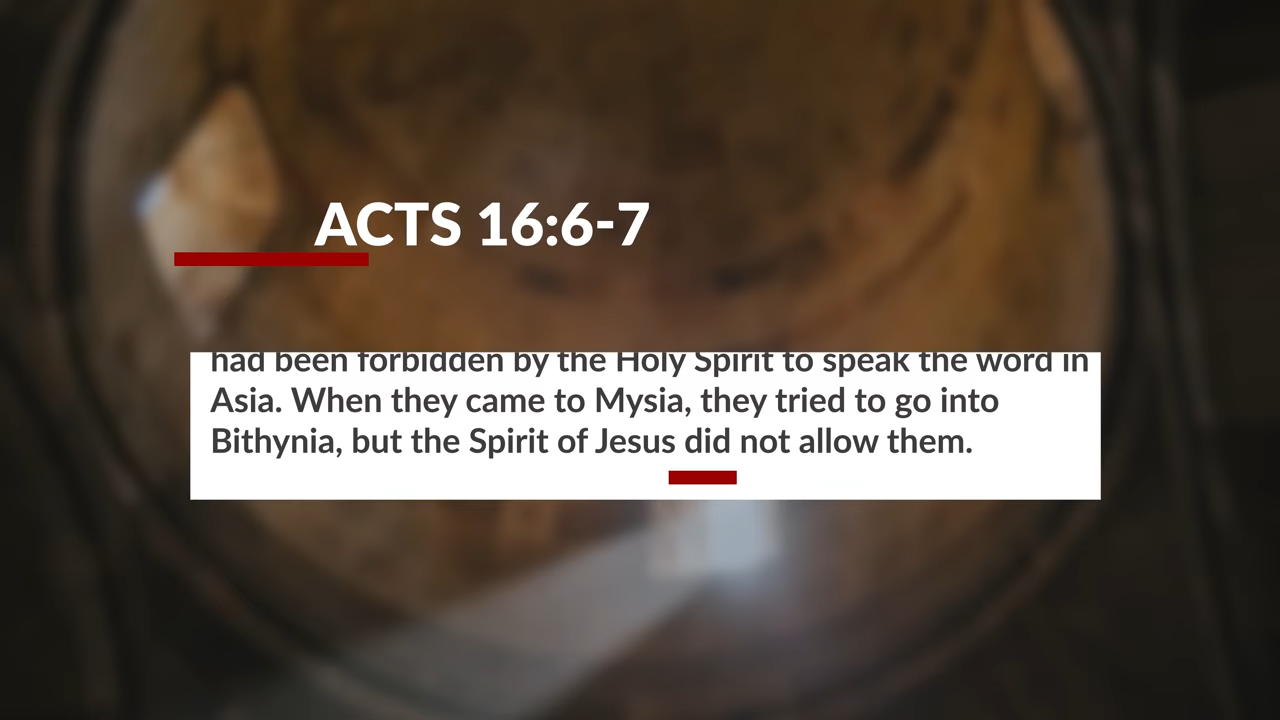 ACTS 16:6-7
had been forbidden by the Holy Spirit to speak the word in
Asia. When they came to Mysia, they tried to go into
Bithynia, but the Spirit of Jesus did not allow them.